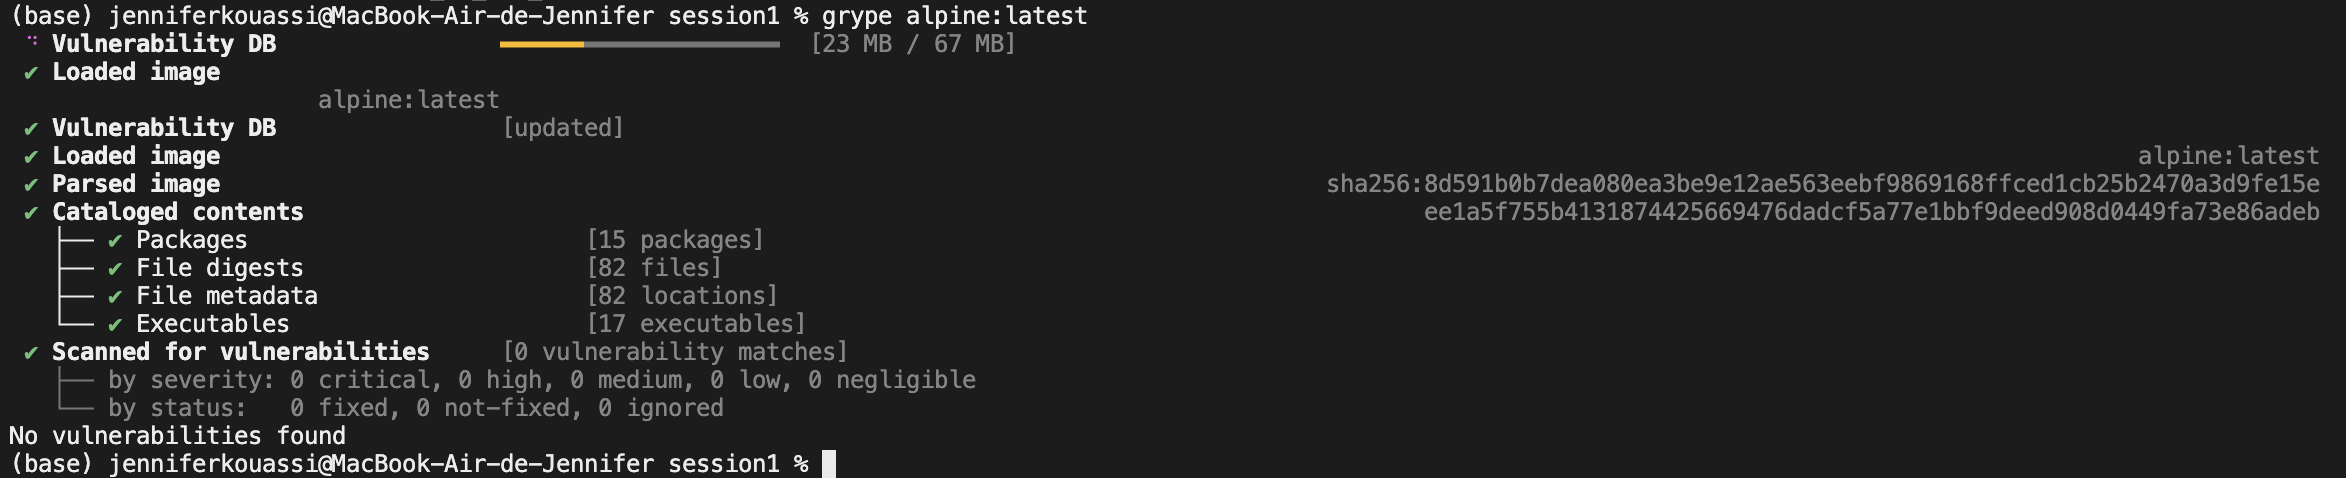 (base) jenniferkouassi@MacBook-Air-de-Jennifer session1 % grype alpine:latest
Vulnerability DB [23 MB / 67 MB]
✔ Loaded image
alpine:latest
✔ Vulnerability DB [updated]
✔ Loaded image alpine:latest
✔ Parsed image sha256:8d591b0b7dea080ea3be9e12ae563eebf9869168ffced1cb25b2470a3d9fe15e
✔ Cataloged contents ee1a5f755b4131874425669476dadcf5a77e1bbf9deed908d0449fa73e86adeb
├── ✔ Packages [15 packages]
├── ✔ File digests [82 files]
├── ✔ File metadata [82 locations]
└── ✔ Executables [17 executables]
✔ Scanned for vulnerabilities [0 vulnerability matches]
├── by severity: 0 critical, 0 high, 0 medium, 0 low, 0 negligible
└── by status: 0 fixed, 0 not-fixed, 0 ignored
No vulnerabilities found
(base) jenniferkouassi@MacBook-Air-de-Jennifer session1 %